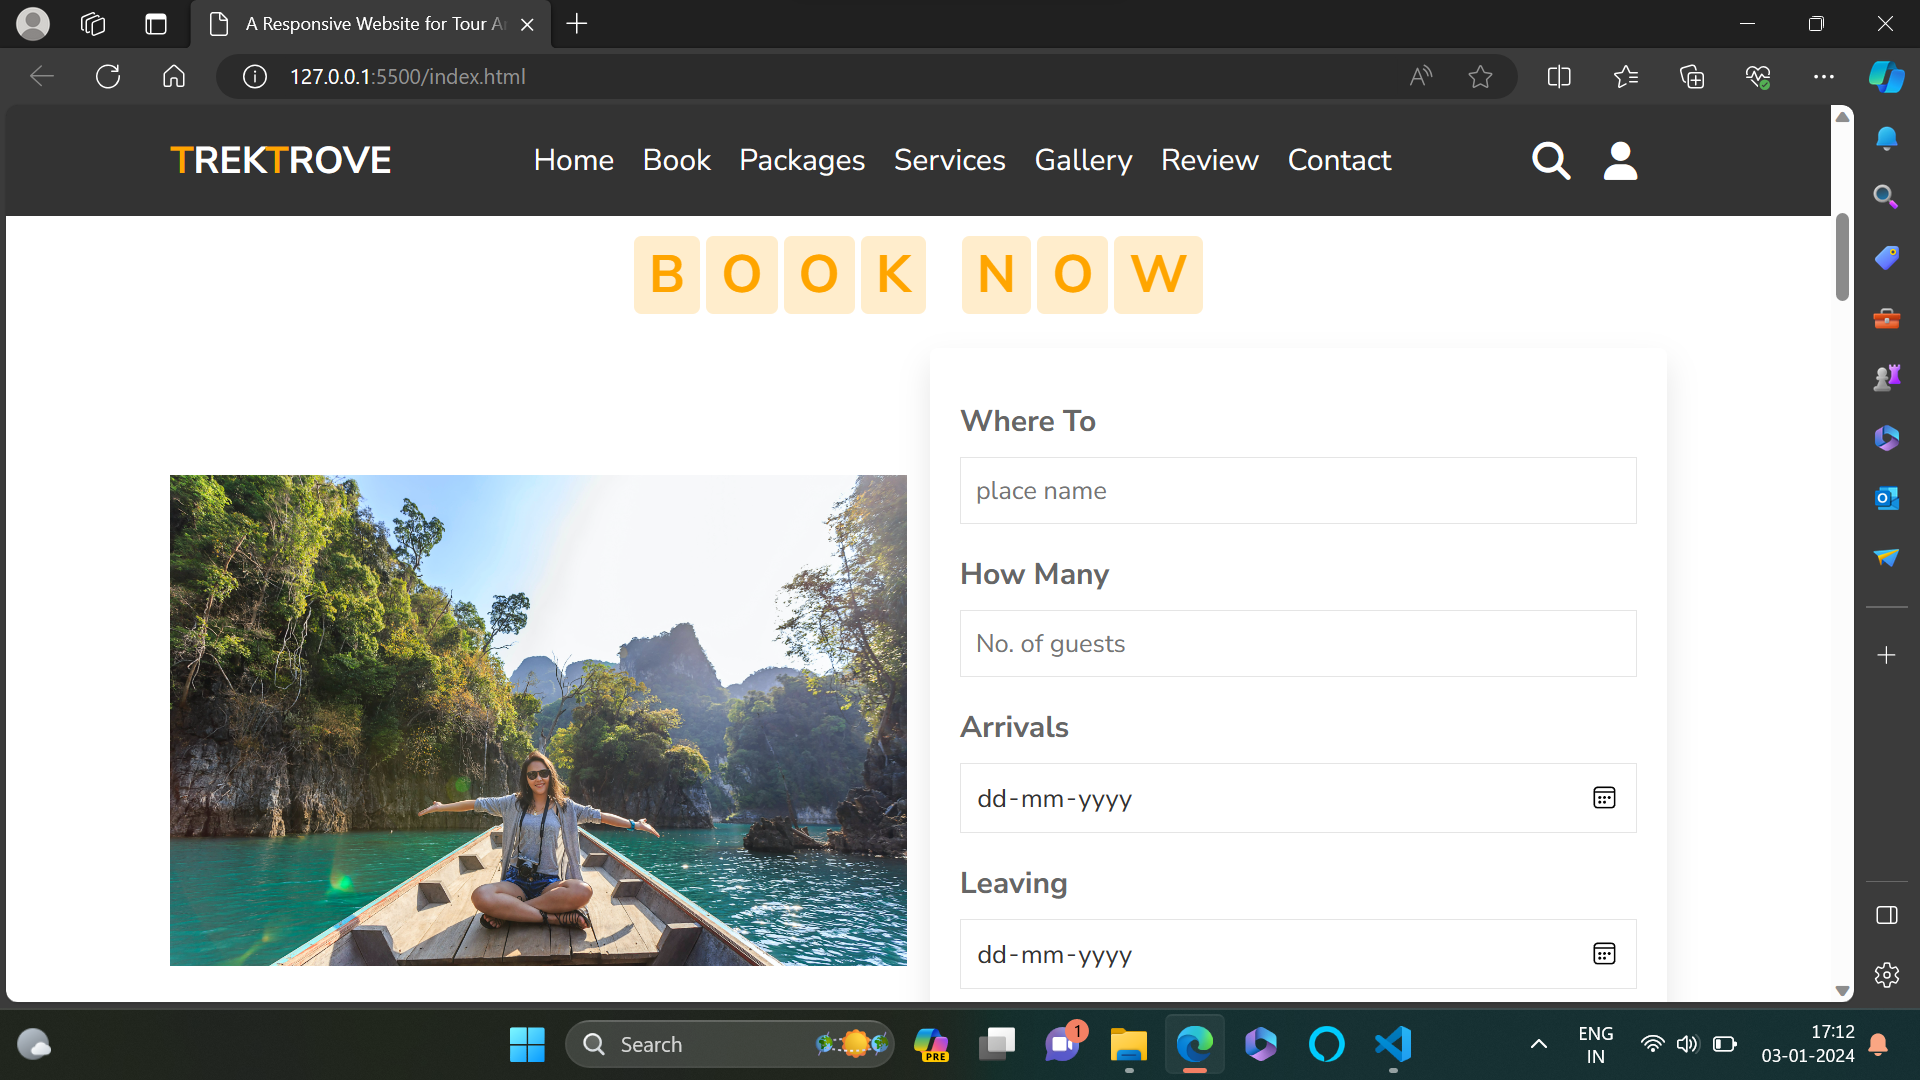 A Responsive Website for Tour A
127.0.0.1:5500/index.html
TREKTROVE
Home Book Packages Services Gallery Review Contact
BOOK NOW
Where To
place name
How Many
No. of guests
Arrivals
dd-mm-yyyy
Leaving
dd-mm-yyyy
Search
PRE
1
ENG
IN
17:12
03-01-2024